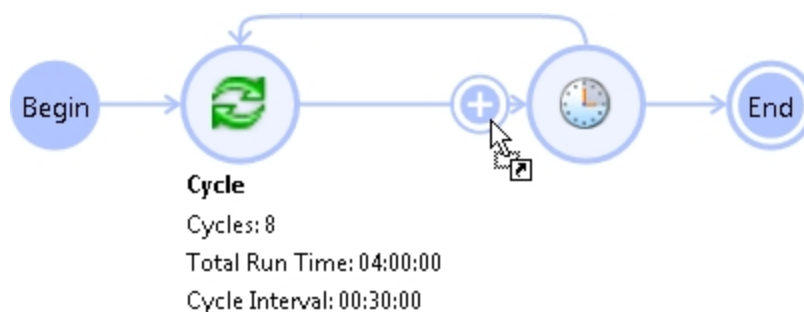 Begin
End
Cycle
Cycles: 8
Total Run Time: 04:00:00
Cycle Interval: 00:30:00